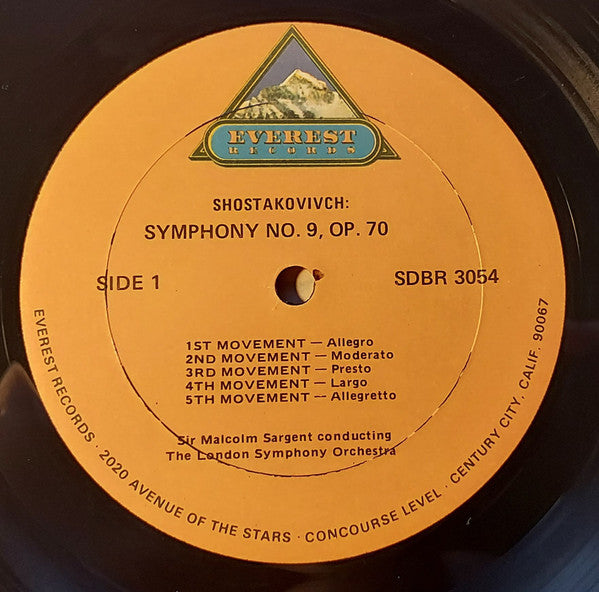 EVEREST
RECORDS
SHOSTAKOVIVCH:
SYMPHONY NO. 9, OP. 70
SIDE 1
SDBR 3054
1ST MOVEMENT — Allegro
2ND MOVEMENT — Moderato
3RD MOVEMENT — Presto
4TH MOVEMENT — Largo
5TH MOVEMENT — Allegretto
Sir Malcolm Sargent conducting
The London Symphony Orchestra
EVEREST RECORDS · 2020 AVENUE OF THE STARS · CONCOURSE LEVEL · CENTURY CITY, CALIF. 90067